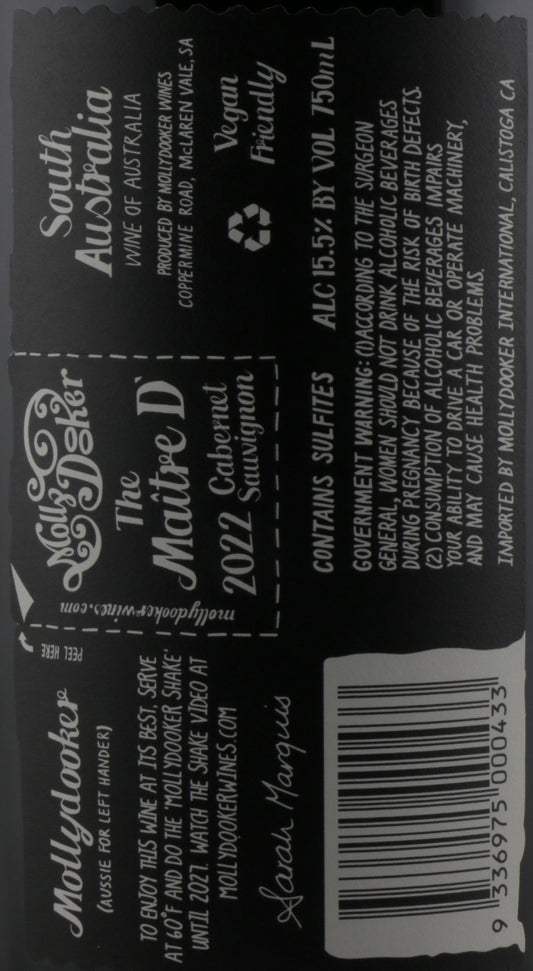 Mollydooker
(AUSSIE FOR LEFT HANDER)
TO ENJOY THIS WINE AT ITS BEST, SERVE
AT 60°F AND DO THE 'MOLLYDOOKER SHAKE'
UNTIL 2027. WATCH THE SHAKE VIDEO AT
MOLLYDOOKERWINES.COM
Sarah Marquis
PEEL HERE
mollydookerwines.com
Molly Dooker
The
Maître D'
2022 Cabernet
Sauvignon
South
Australia
WINE OF AUSTRALIA
PRODUCED BY MOLLYDOOKER WINES
COPPERMINE ROAD, McLAREN VALE, SA
Vegan
Friendly
CONTAINS SULFITES ALC 15.5% BY VOL 750mL
GOVERNMENT WARNING: (1)ACCORDING TO THE SURGEON
GENERAL, WOMEN SHOULD NOT DRINK ALCOHOLIC BEVERAGES
DURING PREGNANCY BECAUSE OF THE RISK OF BIRTH DEFECTS.
(2) CONSUMPTION OF ALCOHOLIC BEVERAGES IMPAIRS
YOUR ABILITY TO DRIVE A CAR OR OPERATE MACHINERY,
AND MAY CAUSE HEALTH PROBLEMS.
IMPORTED BY MOLLYDOOKER INTERNATIONAL, CALISTOGA CA
9 336975 000433